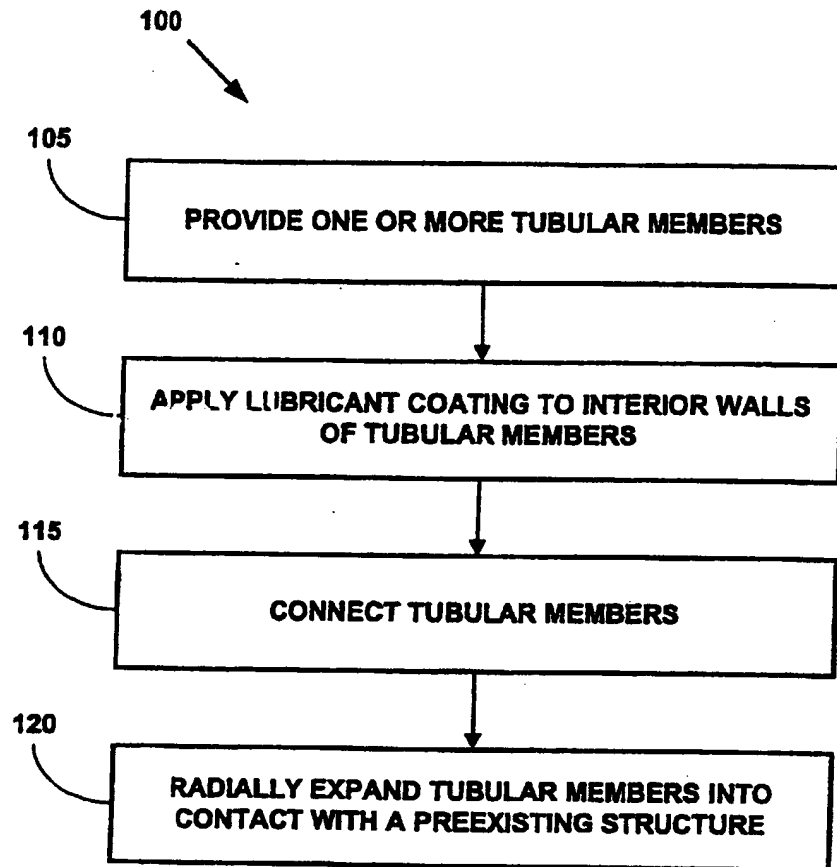 100
105
PROVIDE ONE OR MORE TUBULAR MEMBERS
110
APPLY LUBRICANT COATING TO INTERIOR WALLS
OF TUBULAR MEMBERS
115
CONNECT TUBULAR MEMBERS
120
RADIALLY EXPAND TUBULAR MEMBERS INTO
CONTACT WITH A PREEXISTING STRUCTURE